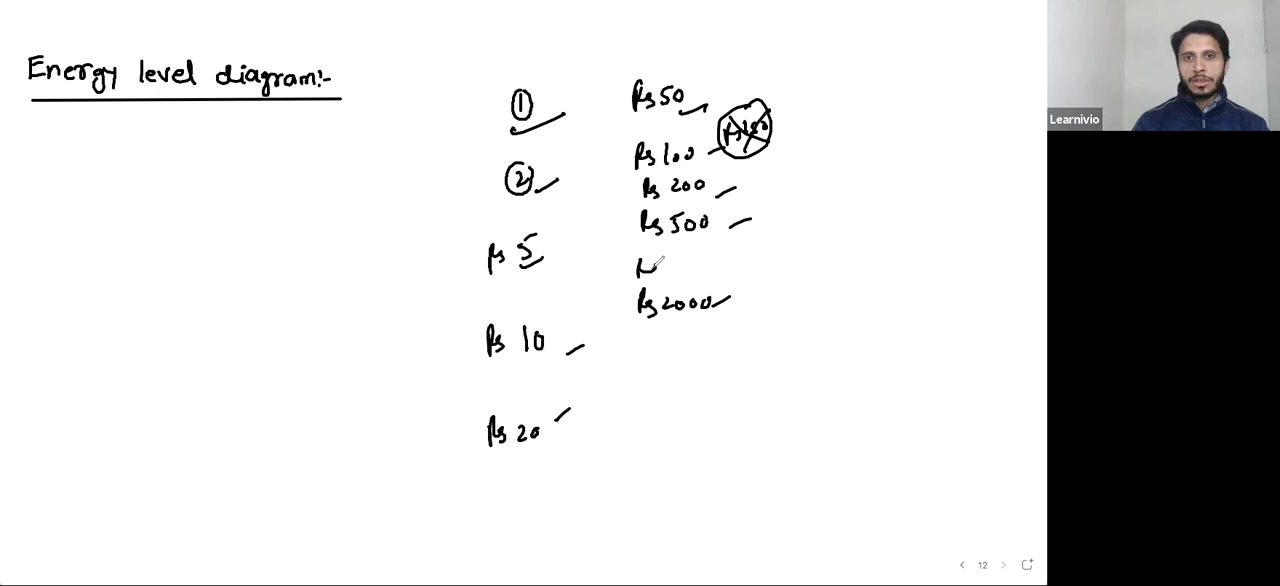 Energy level diagram:-
①
②
Rs 5
Rs 10
Rs 20
Rs 50
Rs 100
Rs 200
Rs 500
Rs 2000
Learnivio
12